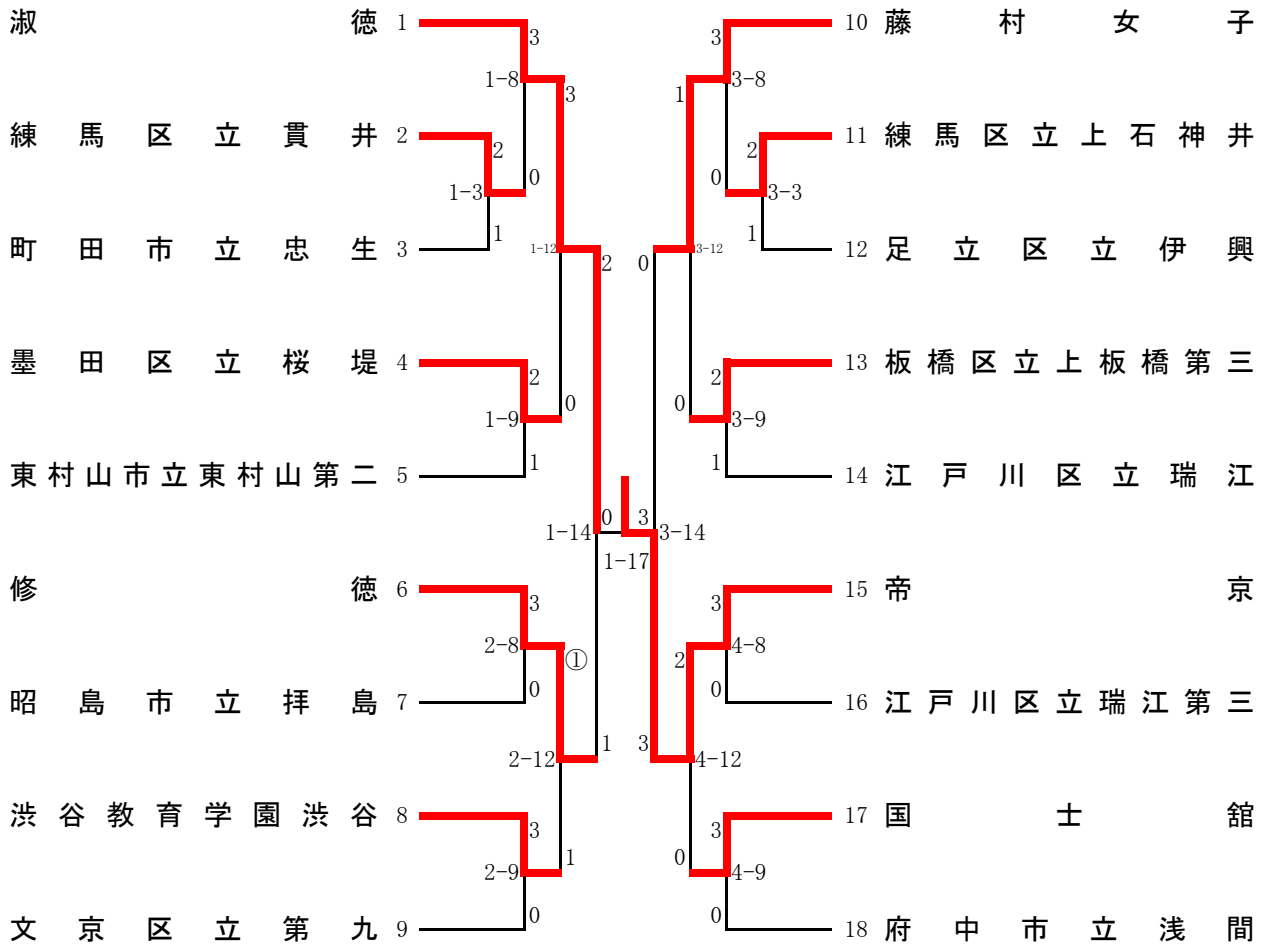 淑徳 1 3 3 10 藤村女子
1-8 3 1 3-8
練馬区立貫井 2 2 2 11 練馬区立上石神井
1-3 0 0 3-3
町田市立忠生 3 1 1 12 足立区立伊興
1-12 2 0 3-12
墨田区立桜堤 4 2 2 13 板橋区立上板橋第三
1-9 0 0 3-9
東村山市立東村山第二 5 1 1 14 江戸川区立瑞江
1-14 0 3 3-14
1-17
修徳 6 3 3 15 帝京
2-8 ① 2 4-8
昭島市立拝島 7 0 0 16 江戸川区立瑞江第三
2-12 1 3 4-12
渋谷教育学園渋谷 8 3 3 17 国士舘
2-9 1 0 4-9
文京区立第九 9 0 0 18 府中市立浅間